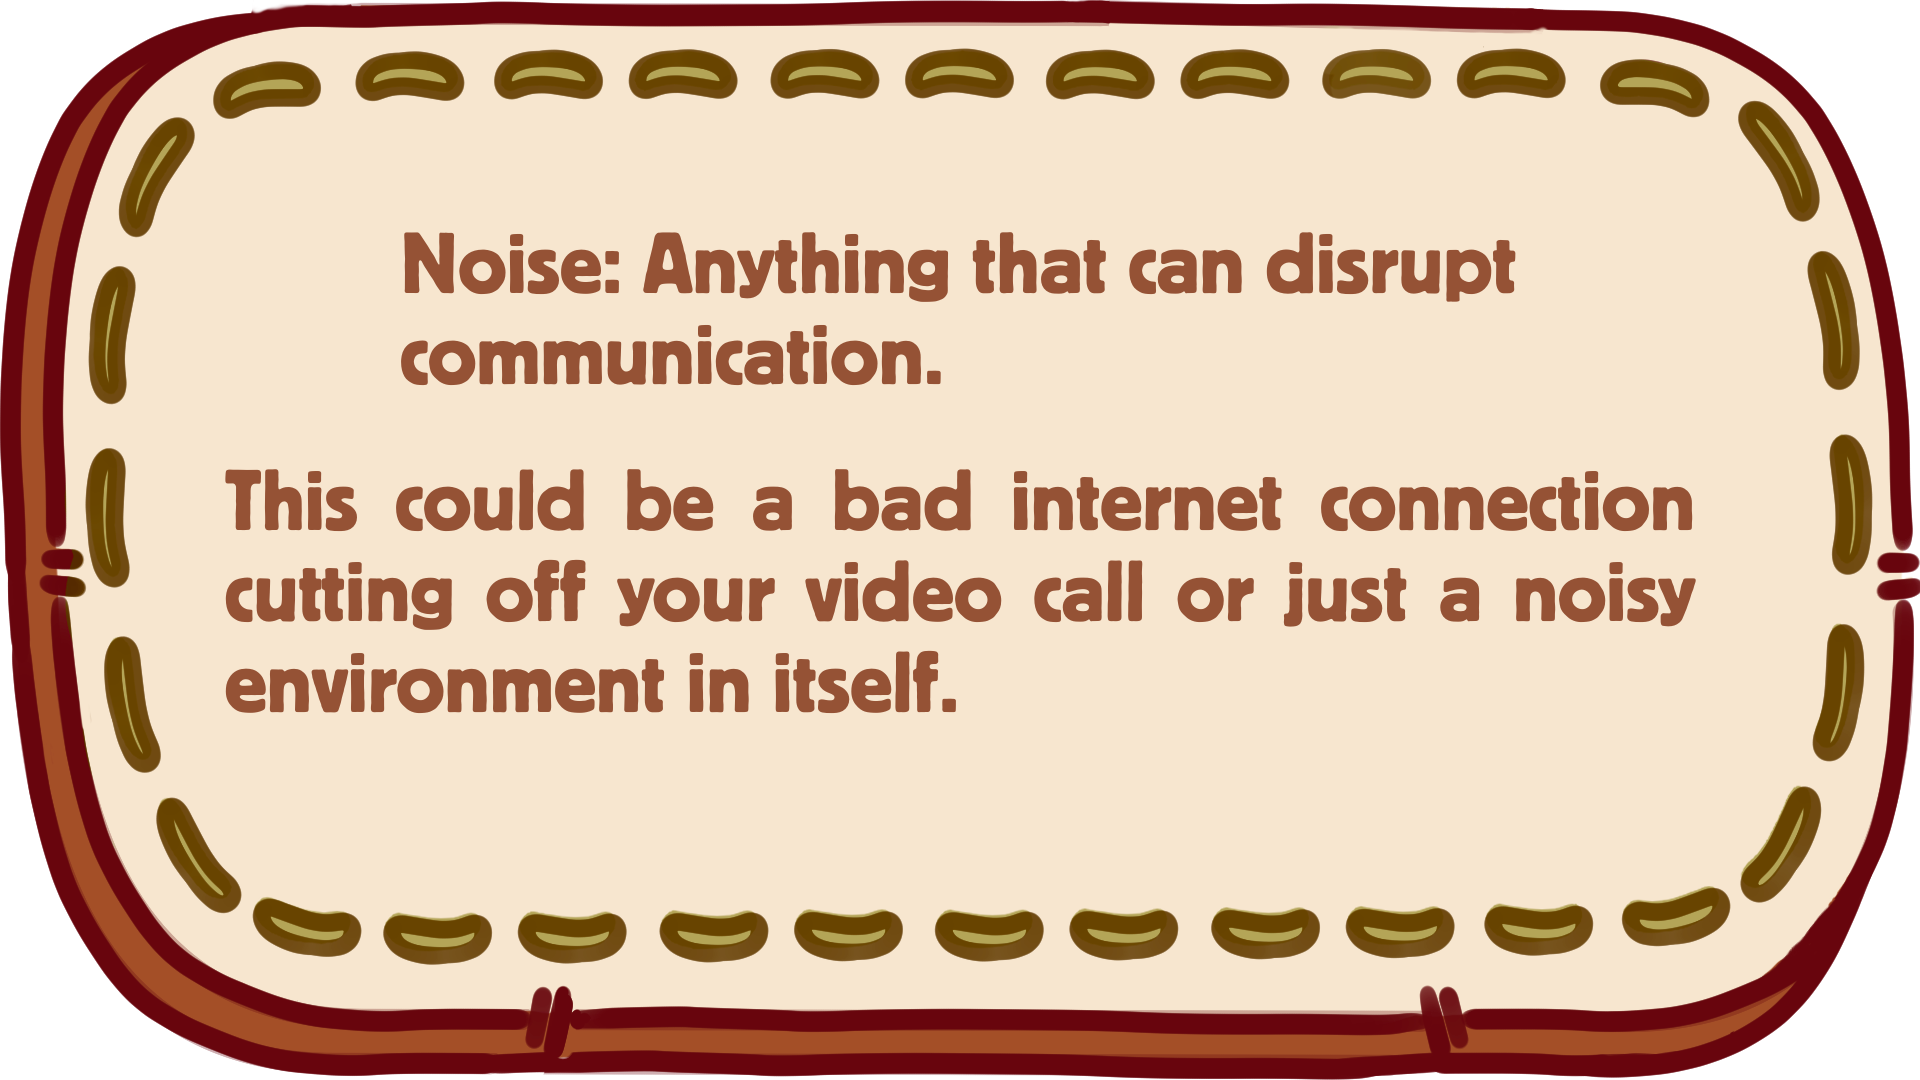 Noise: Anything that can disrupt
communication.
This could be a bad internet connection
cutting off your video call or just a noisy
environment in itself.